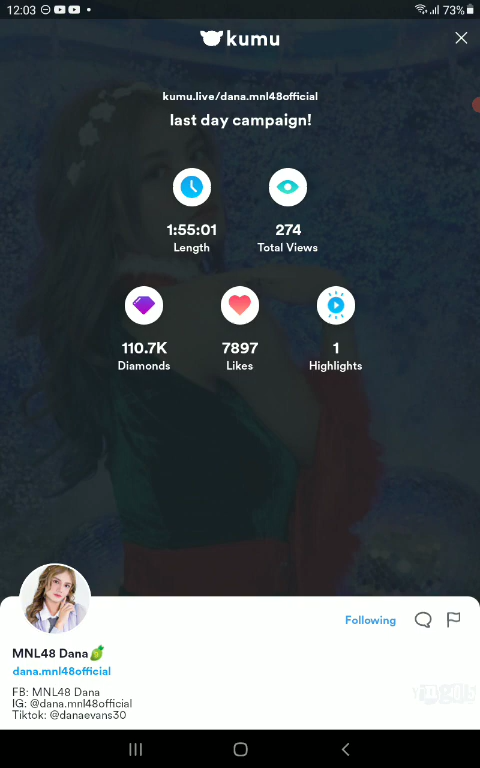 12:03
73%
kumu
kumu.live/dana.mnl48official
last day campaign!
1:55:01
274
Length
Total Views
110.7K
7897
1
Diamonds
Likes
Highlights
Following
MNL48 Dana
dana.mnl48official
FB: MNL48 Dana
IG: @dana.mnl48official
Tiktok: @danaevans30